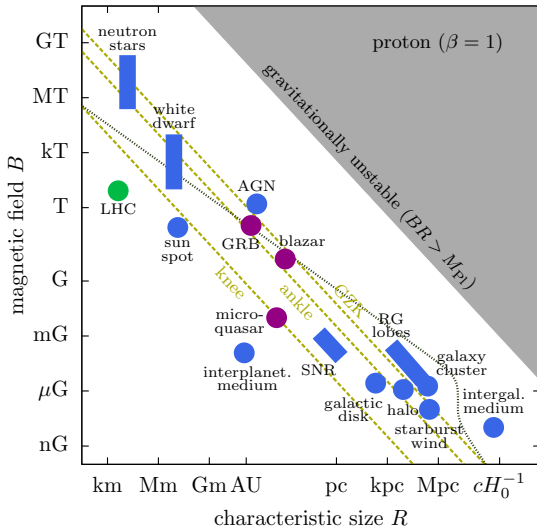 proton (β = 1)
gravitationally unstable (BR > M_Pl)
magnetic field B
GT
MT
kT
T
G
mG
μG
nG
neutron
stars
white
dwarf
LHC
sun
spot
AGN
GRB
blazar
knee
ankle
GZK
micro-
quasar
interplanet.
medium
SNR
RG
lobes
galaxy
cluster
galactic
disk
halo
starburst
wind
intergal.
medium
km
Mm
Gm
AU
pc
kpc
Mpc
cH₀⁻¹
characteristic size R